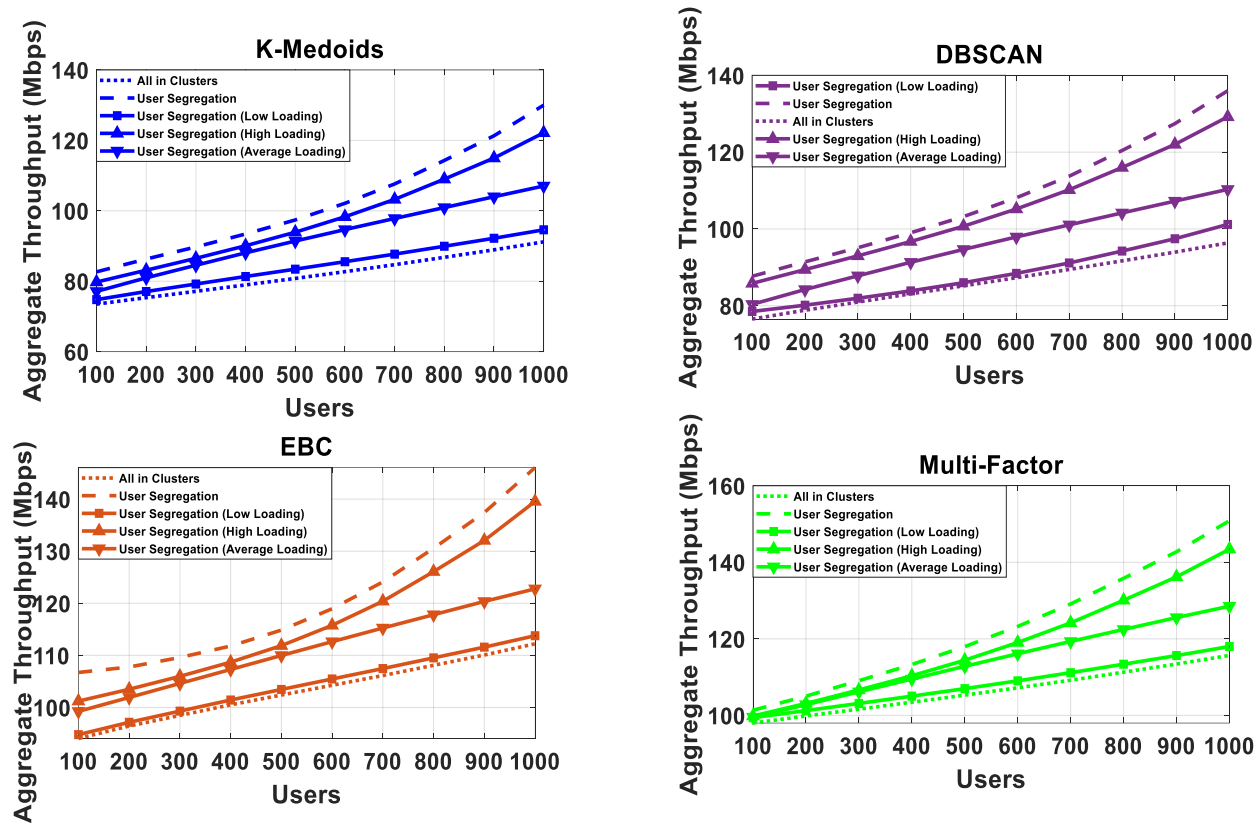 K-Medoids
Aggregate Throughput (Mbps)
140
120
100
80
60
All in Clusters
User Segregation
User Segregation (Low Loading)
User Segregation (High Loading)
User Segregation (Average Loading)
100 200 300 400 500 600 700 800 900 1000
Users
DBSCAN
Aggregate Throughput (Mbps)
140
120
100
80
User Segregation (Low Loading)
User Segregation
All in Clusters
User Segregation (High Loading)
User Segregation (Average Loading)
100 200 300 400 500 600 700 800 900 1000
Users
EBC
Aggregate Throughput (Mbps)
140
130
120
110
100
All in Clusters
User Segregation
User Segregation (Low Loading)
User Segregation (High Loading)
User Segregation (Average Loading)
100 200 300 400 500 600 700 800 900 1000
Users
Multi-Factor
Aggregate Throughput (Mbps)
160
140
120
100
All in Clusters
User Segregation
User Segregation (Low Loading)
User Segregation (High Loading)
User Segregation (Average Loading)
100 200 300 400 500 600 700 800 900 1000
Users